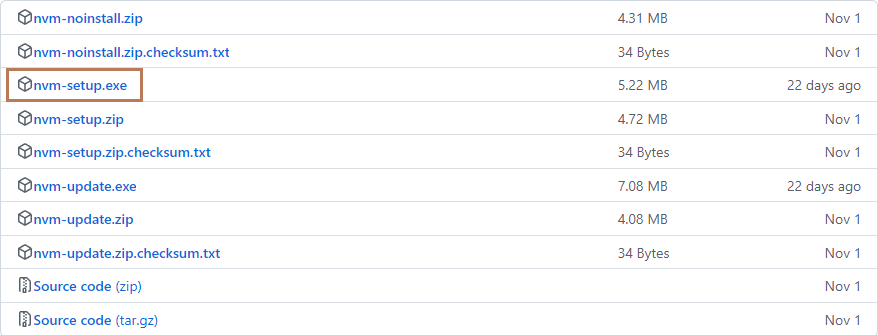 nvm-noinstall.zip 4.31 MB Nov 1
nvm-noinstall.zip.checksum.txt 34 Bytes Nov 1
nvm-setup.exe 5.22 MB 22 days ago
nvm-setup.zip 4.72 MB Nov 1
nvm-setup.zip.checksum.txt 34 Bytes Nov 1
nvm-update.exe 7.08 MB 22 days ago
nvm-update.zip 4.08 MB Nov 1
nvm-update.zip.checksum.txt 34 Bytes Nov 1
Source code (zip) Nov 1
Source code (tar.gz) Nov 1